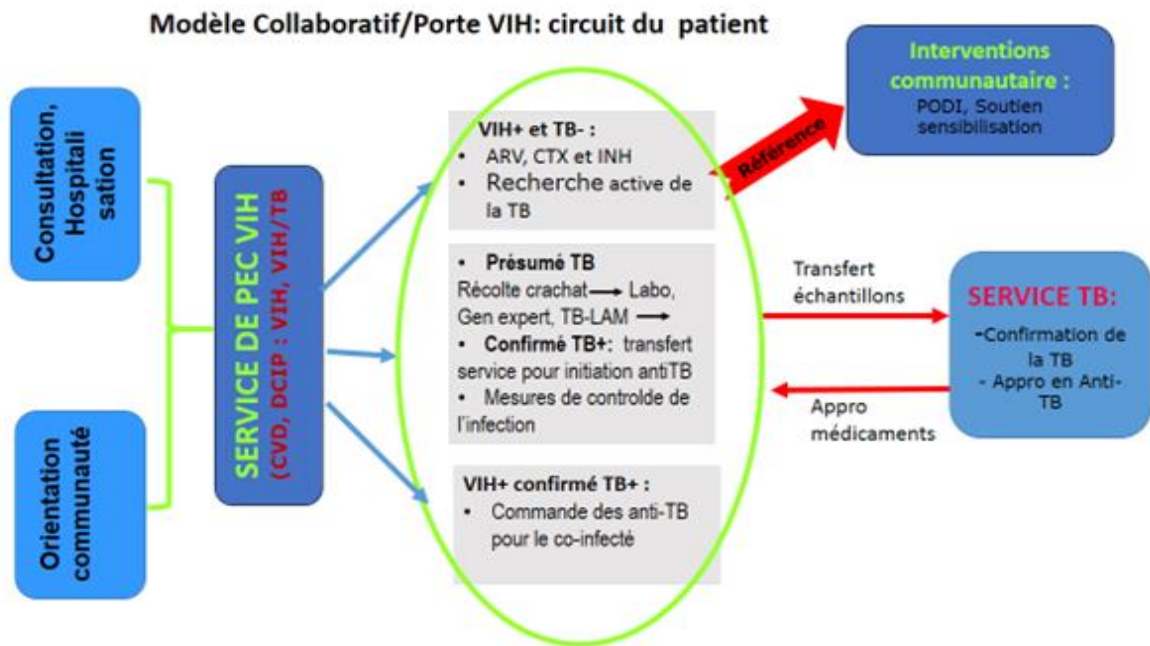 Modèle Collaboratif/Porte VIH: circuit du patient
Consultation,
Hospitali
sation
Orientation
communauté
SERVICE DE PEC VIH
(CVD, DCIP : VIH, VIH/TB
VIH+ et TB- :
• ARV, CTX et INH
• Recherche active de
la TB
• Présumé TB
Récolte crachat → Labo,
Gen expert, TB-LAM →
• Confirmé TB+: transfert
service pour initiation antiTB
• Mesures de controlde de
l'infection
VIH+ confirmé TB+ :
• Commande des anti-TB
pour le co-infecté
Référence
Interventions
communautaire :
PODI, Soutien
sensibilisation
Transfert
échantillons
Appro
médicaments
SERVICE TB:
-Confirmation de
la TB
- Appro en Anti-
TB